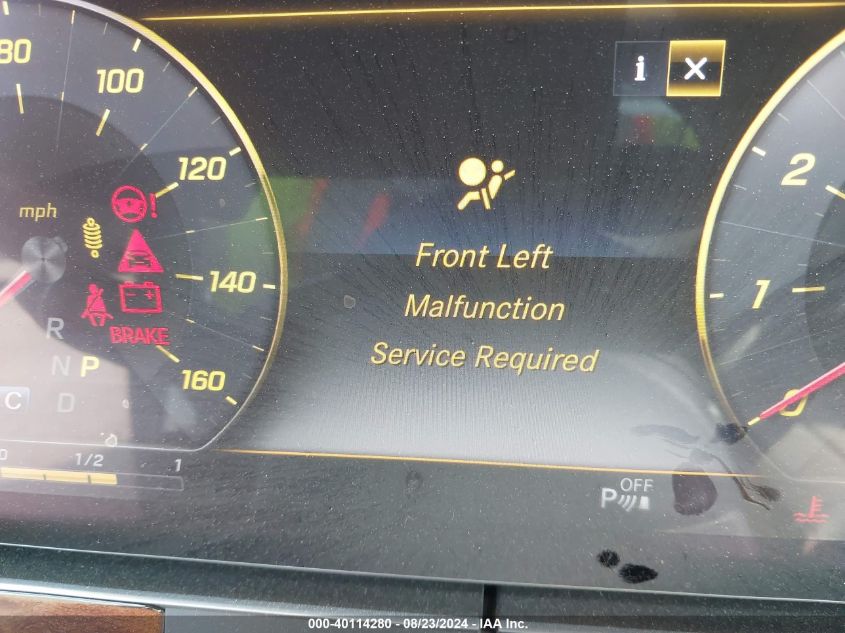 80
100
120
mph
140
BRAKE
160
R
N P
D
C
0 1/2 1
i X
Front Left
Malfunction
Service Required
2
1
0
OFF
P
000-40114280 - 08/23/2024 - IAA Inc.